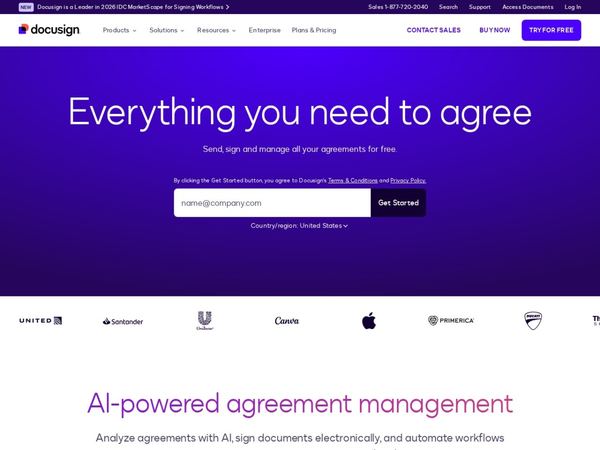 NEW Docusign is a Leader in 2026 IDC MarketScape for Signing Workflows
Sales 1-877-720-2040 Search Support Access Documents Log In
docusign Products Solutions Resources Enterprise Plans & Pricing CONTACT SALES BUY NOW TRY FOR FREE
Everything you need to agree
Send, sign and manage all your agreements for free.
By clicking the Get Started button, you agree to Docusign's Terms & Conditions and Privacy Policy.
name@company.com Get Started
Country/region: United States
UNITED Santander Unilever Canva PRIMERICA DUCATI
AI-powered agreement management
Analyze agreements with AI, sign documents electronically, and automate workflows